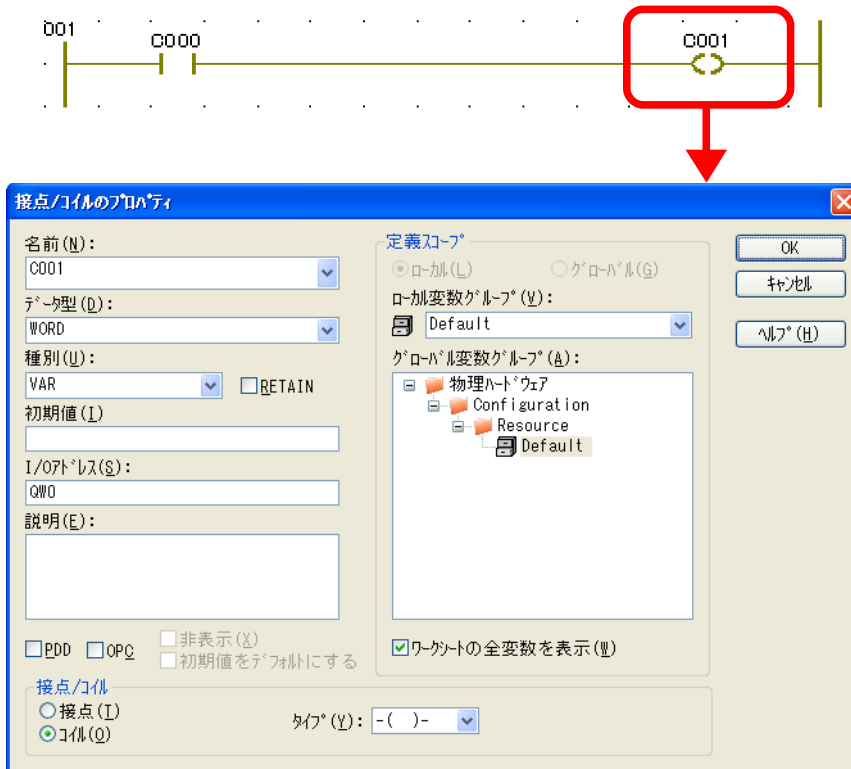 001
C000
C001
接点/コイルのプロパティ
名前(N):
C001
データ型(D):
WORD
種別(U):
VAR
RETAIN
初期値(I)
I/Oアドレス(S):
QW0
説明(E):
PDD
OPC
非表示(X)
初期値をデフォルトにする
定義スコープ
ローカル(L)
グローバル(G)
ローカル変数グループ(V):
Default
グローバル変数グループ(A):
物理ハードウェア
Configuration
Resource
Default
ワークシートの全変数を表示(W)
OK
キャンセル
ヘルプ(H)
接点/コイル
接点(T)
コイル(O)
タイプ(Y):
-( )-